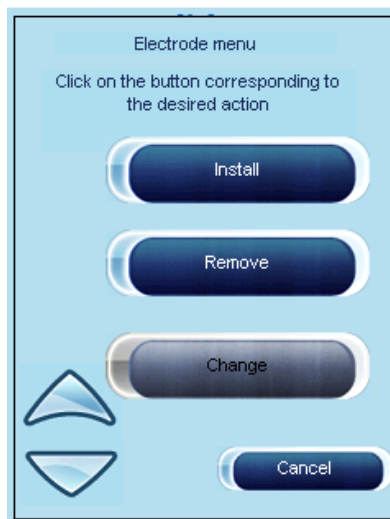 Electrode menu
Click on the button corresponding to
the desired action
Install
Remove
Change
Cancel